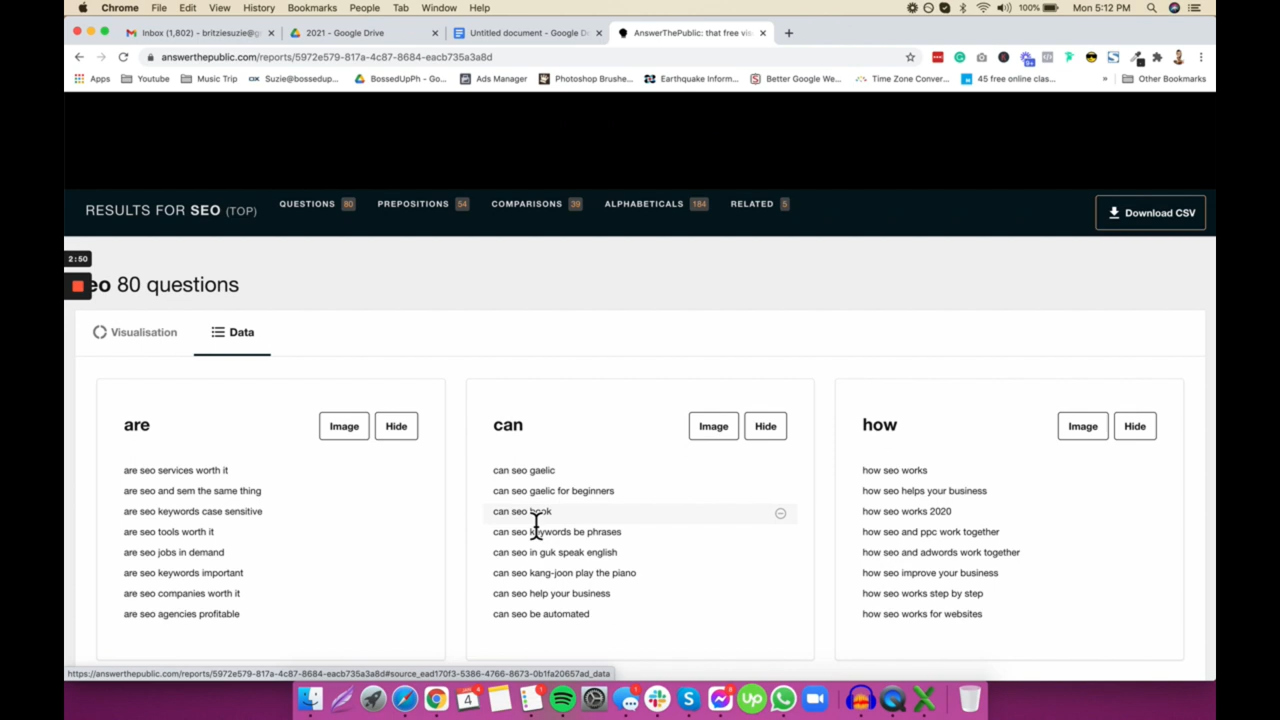 Chrome File Edit View History Bookmarks People Tab Window Help 100% Mon 5:12 PM
Inbox (1,802) - britziesuzie@g 2021 - Google Drive Untitled document - Google D AnswerThePublic: that free vis
answerthepublic.com/reports/5972e579-817a-4c87-8684-eacb735a3a8d
Apps Youtube Music Trip Suzie@bossedup... BossedUpPh - Go... Ads Manager Photoshop Brushe... Earthquake Inform... Better Google We... Time Zone Conver... 45 free online clas... » Other Bookmarks
RESULTS FOR SEO (TOP) QUESTIONS 80 PREPOSITIONS 54 COMPARISONS 39 ALPHABETICALS 184 RELATED 5 Download CSV
2:50
eo 80 questions
Visualisation Data
are Image Hide can Image Hide how Image Hide
are seo services worth it can seo gaelic how seo works
are seo and sem the same thing can seo gaelic for beginners how seo helps your business
are seo keywords case sensitive can seo book how seo works 2020
are seo tools worth it can seo keywords be phrases how seo and ppc work together
are seo jobs in demand can seo in guk speak english how seo and adwords work together
are seo keywords important can seo kang-joon play the piano how seo improve your business
are seo companies worth it can seo help your business how seo works step by step
are seo agencies profitable can seo be automated how seo works for websites
https://answerthepublic.com/reports/5972e579-817a-4c87-8684-eacb735a3a8d#source_ead170f3-5386-4766-8673-0b1fa20657ad_data
4 up